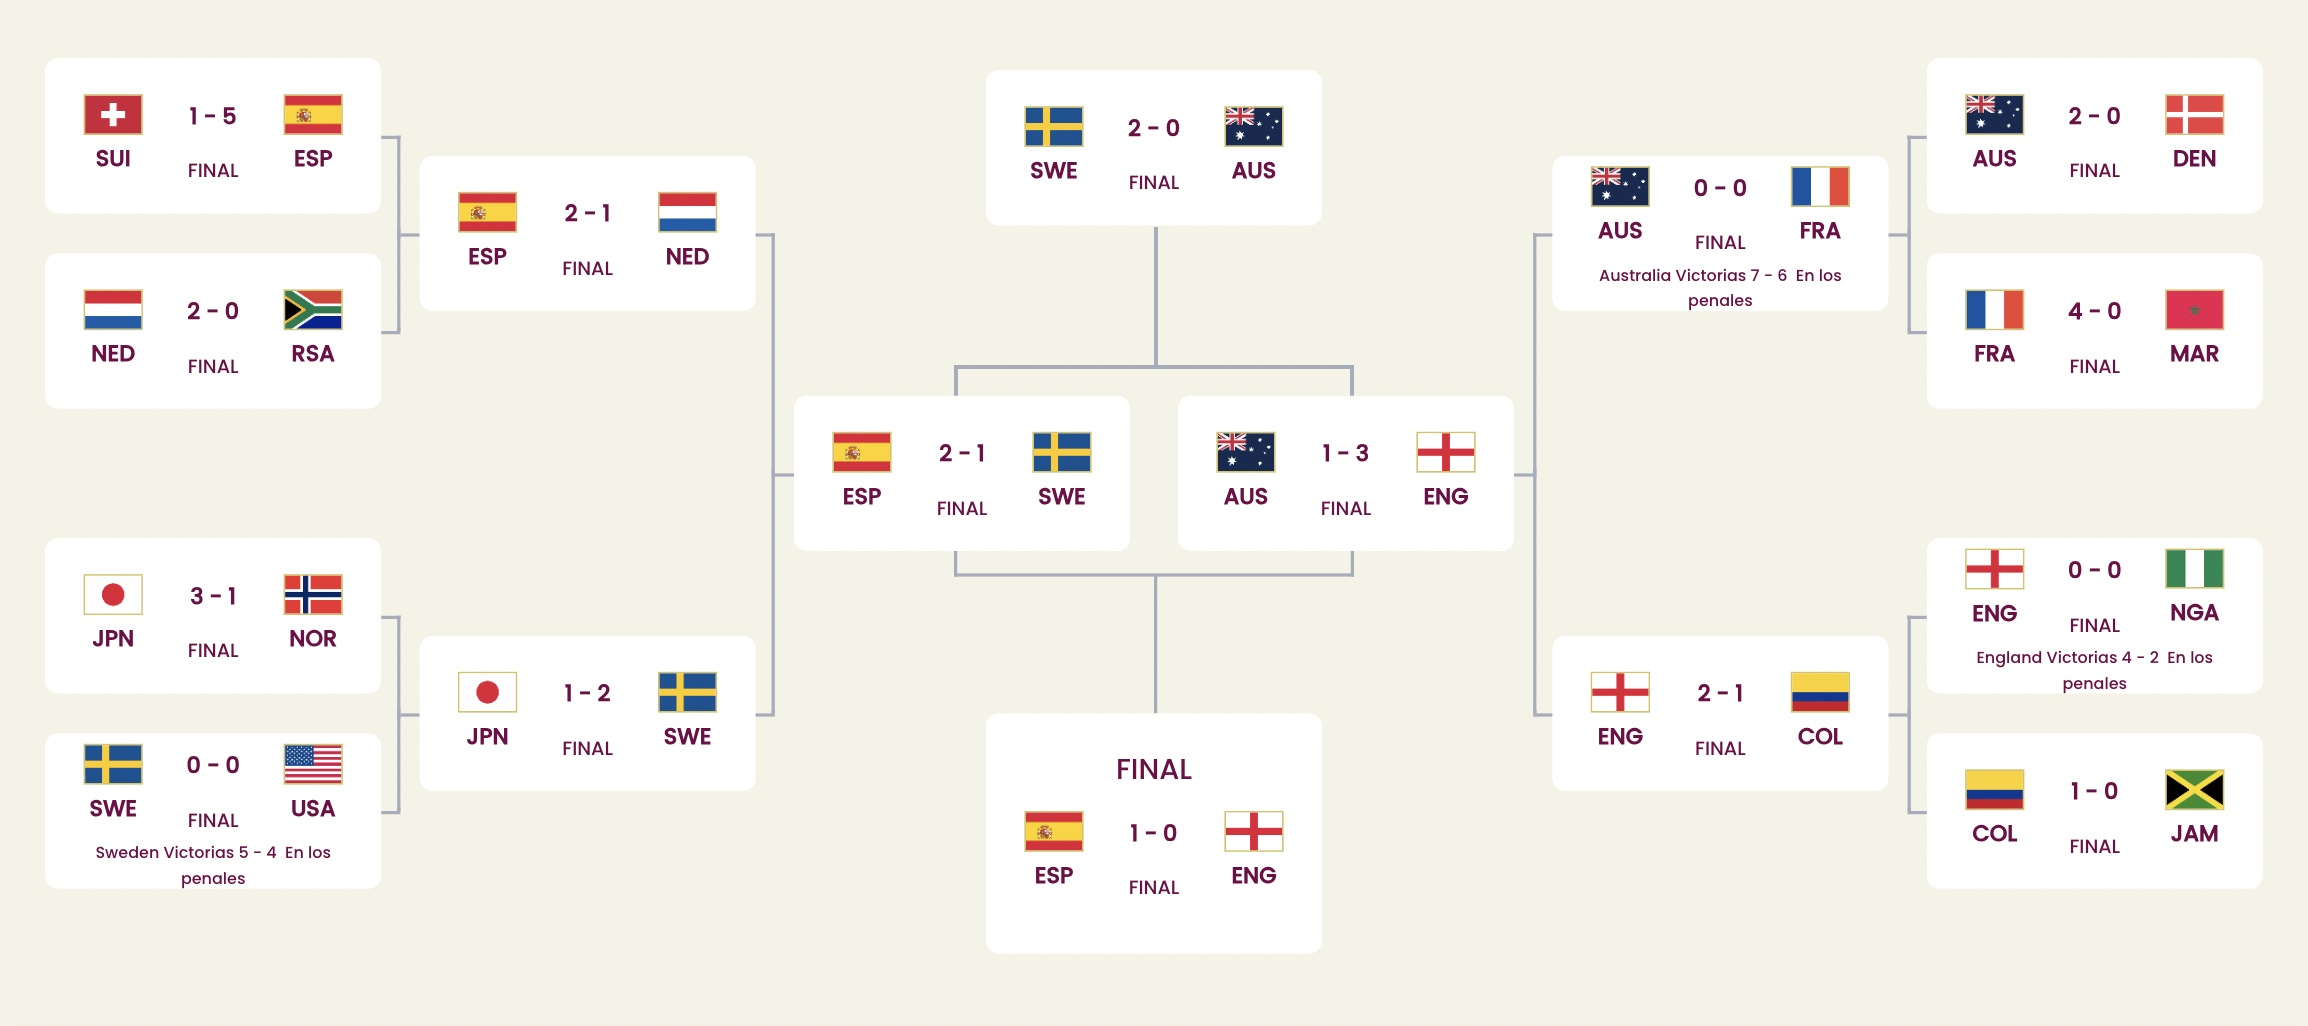 1 - 5
SUI ESP
FINAL
2 - 0
NED RSA
FINAL
3 - 1
JPN NOR
FINAL
0 - 0
SWE USA
FINAL
Sweden Victorias 5 - 4 En los
penales
2 - 1
ESP NED
FINAL
1 - 2
JPN SWE
FINAL
2 - 0
SWE AUS
FINAL
2 - 1
ESP SWE
FINAL
1 - 3
AUS ENG
FINAL
FINAL
1 - 0
ESP ENG
FINAL
0 - 0
AUS FRA
FINAL
Australia Victorias 7 - 6 En los
penales
2 - 1
ENG COL
FINAL
2 - 0
AUS DEN
FINAL
4 - 0
FRA MAR
FINAL
0 - 0
ENG NGA
FINAL
England Victorias 4 - 2 En los
penales
1 - 0
COL JAM
FINAL